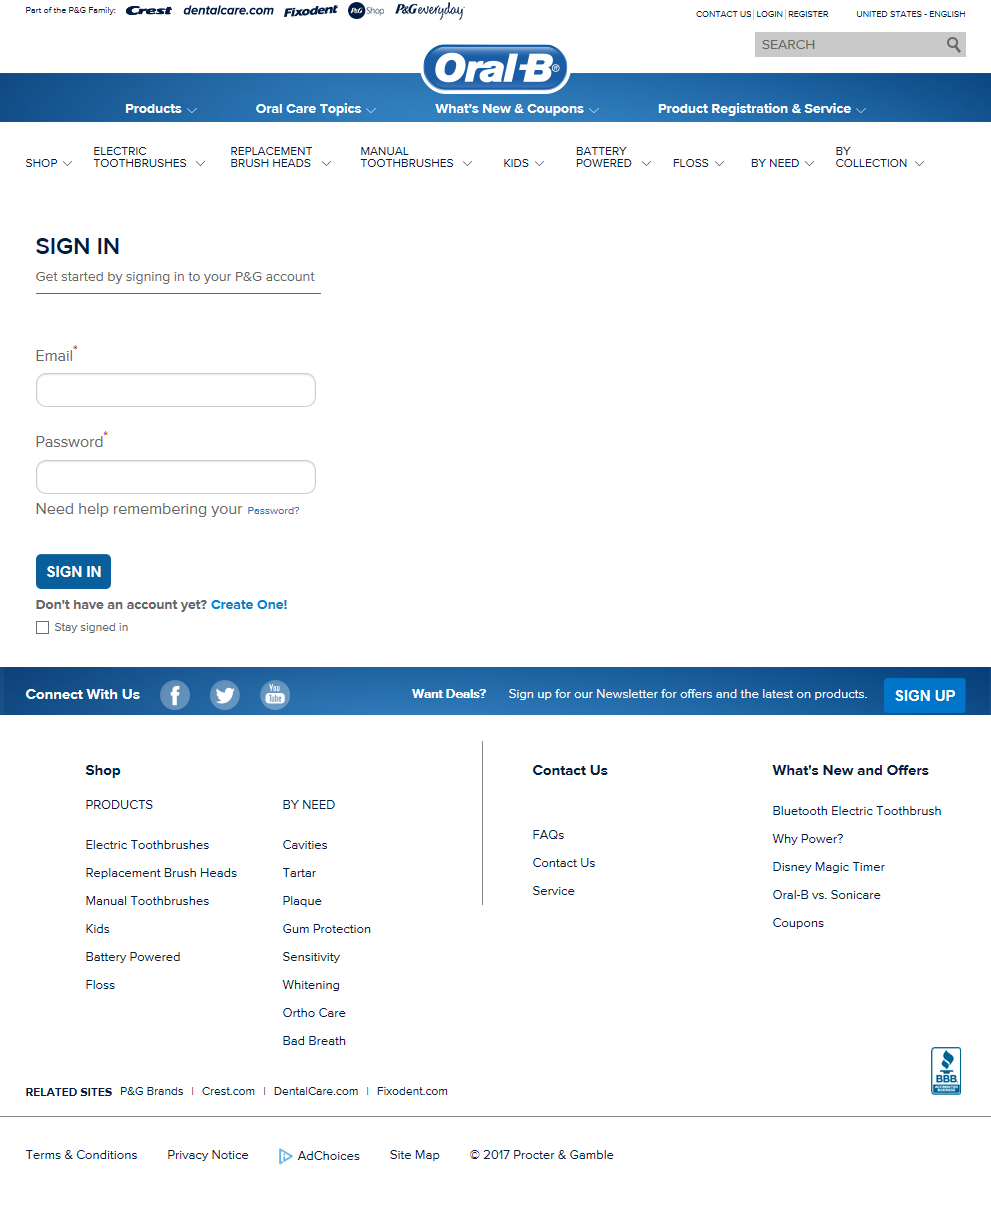 Part of the P&G Family: Crest dentalcare.com Fixodent P&G Shop P&G everyday
CONTACT US | LOGIN | REGISTER UNITED STATES - ENGLISH
SEARCH
Oral-B®
Products Oral Care Topics What's New & Coupons Product Registration & Service
SHOP
ELECTRIC
TOOTHBRUSHES
REPLACEMENT
BRUSH HEADS
MANUAL
TOOTHBRUSHES
KIDS
BATTERY
POWERED
FLOSS
BY NEED
BY
COLLECTION
SIGN IN
Get started by signing in to your P&G account
Email*
Password*
Need help remembering your Password?
SIGN IN
Don't have an account yet? Create One!
Stay signed in
Connect With Us
You
Tube
Want Deals? Sign up for our Newsletter for offers and the latest on products. SIGN UP
Shop
PRODUCTS
Electric Toothbrushes
Replacement Brush Heads
Manual Toothbrushes
Kids
Battery Powered
Floss
BY NEED
Cavities
Tartar
Plaque
Gum Protection
Sensitivity
Whitening
Ortho Care
Bad Breath
Contact Us
FAQs
Contact Us
Service
What's New and Offers
Bluetooth Electric Toothbrush
Why Power?
Disney Magic Timer
Oral-B vs. Sonicare
Coupons
BBB
ACCREDITED
BUSINESS
RELATED SITES P&G Brands | Crest.com | DentalCare.com | Fixodent.com
Terms & Conditions Privacy Notice AdChoices Site Map © 2017 Procter & Gamble